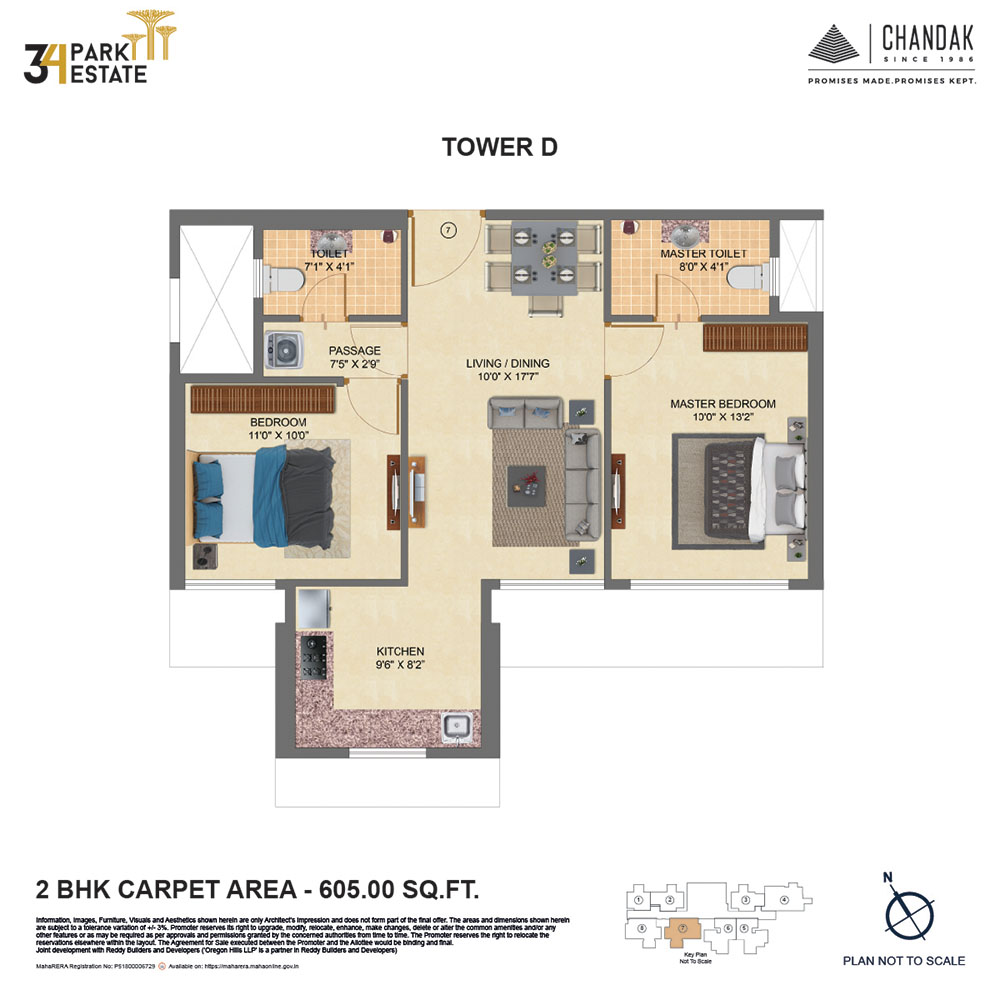 34 PARK ESTATE
CHANDAK
SINCE 1986
PROMISES MADE.PROMISES KEPT.
TOWER D
7
TOILET
7'1" X 4'1"
MASTER TOILET
8'0" X 4'1"
PASSAGE
7'5" X 2'9"
LIVING / DINING
10'0" X 17'7"
BEDROOM
11'0" X 10'0"
MASTER BEDROOM
10'0" X 13'2"
KITCHEN
9'6" X 8'2"
2 BHK CARPET AREA - 605.00 SQ.FT.
Information, Images, Furniture, Visuals and Aesthetics shown herein are only Architect's Impression and does not form part of the final offer. The areas and dimensions shown herein
are subject to a tolerance variation of +/- 3%. Promoter reserves its right to upgrade, modify, relocate, enhance, make changes, delete or alter the common amenities and/or any
other features or as may be required as per approvals and permissions granted by the concerned authorities from time to time. The Promoter reserves the right to relocate the
reservations elsewhere within the layout. The Agreement for Sale executed between the Promoter and the Allottee would be binding and final.
Joint development with Reddy Builders and Developers ('Oregon Hills LLP' is a partner in Reddy Builders and Developers)
MahaRERA Registration No: P51800006729 Available on: https://maharera.mahaonline.gov.in
1 2 3 4
8 7 6 5
Key Plan
Not To Scale
N
PLAN NOT TO SCALE